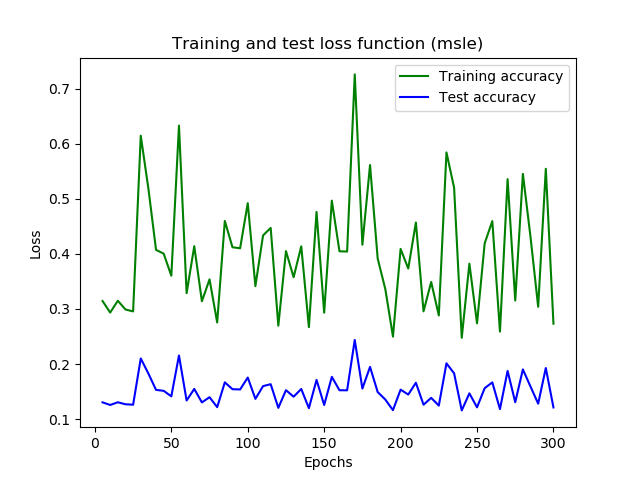 Training and test loss function (msle)
Training accuracy
Test accuracy
0.7
0.6
0.5
0.4
0.3
0.2
0.1
Loss
0 50 100 150 200 250 300
Epochs